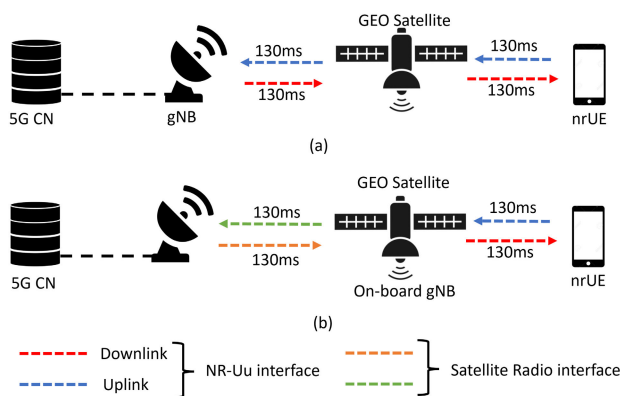 GEO Satellite
130ms
130ms
130ms
130ms
5G CN
gNB
nrUE
(a)
GEO Satellite
130ms
130ms
130ms
130ms
5G CN
On-board gNB
nrUE
(b)
Downlink
NR-Uu interface
Uplink
Satellite Radio interface